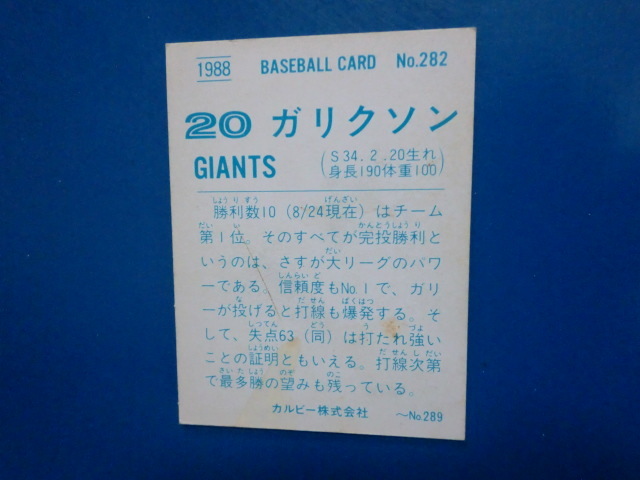 1988 BASEBALL CARD No.282
20 ガリクソン
GIANTS (S34.2.20生れ
身長190体重100)
勝利数10（8/24現在）はチーム
第1位。そのすべてが完投勝利と
いうのは、さすが大リーグのパワ
ーである。信頼度もNo.1で、ガリ
ーが投げると打線も爆発する。そ
して、失点63（同）は打たれ強い
ことの証明ともいえる。打線次第
で最多勝の望みも残っている。
カルビー株式会社 〜No.289